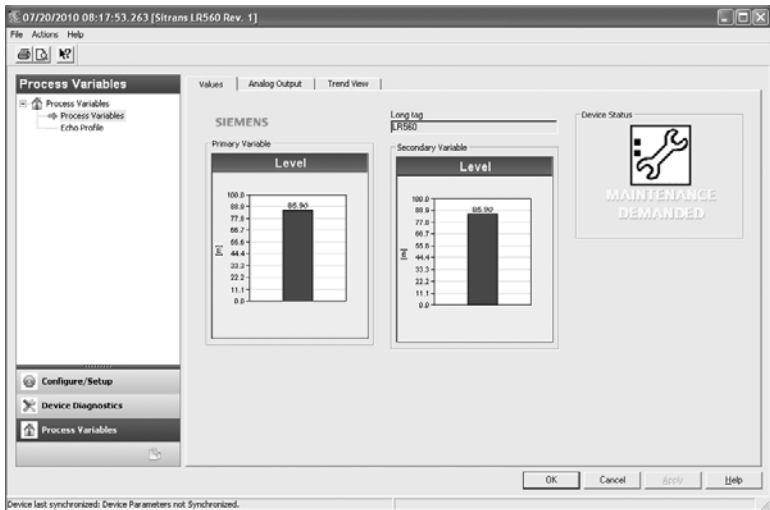 07/20/2010 08:17:53.263 [Sitrans LR560 Rev. 1]
File Actions Help
Process Variables
Process Variables
Process Variables
Echo Profile
Configure/Setup
Device Diagnostics
Process Variables
Values Analog Output Trend View
SIEMENS
Long tag
LR560
Primary Variable
Level
100.0
88.9
77.8
66.7
55.6
44.4
33.3
22.2
11.1
0.0
[m]
85.90
Secondary Variable
Level
100.0
88.9
77.8
66.7
55.6
44.4
33.3
22.2
11.1
0.0
[m]
85.90
Device Status
MAINTENANCE
DEMANDED
OK Cancel Apply Help
Device last synchronized: Device Parameters not Synchronized.